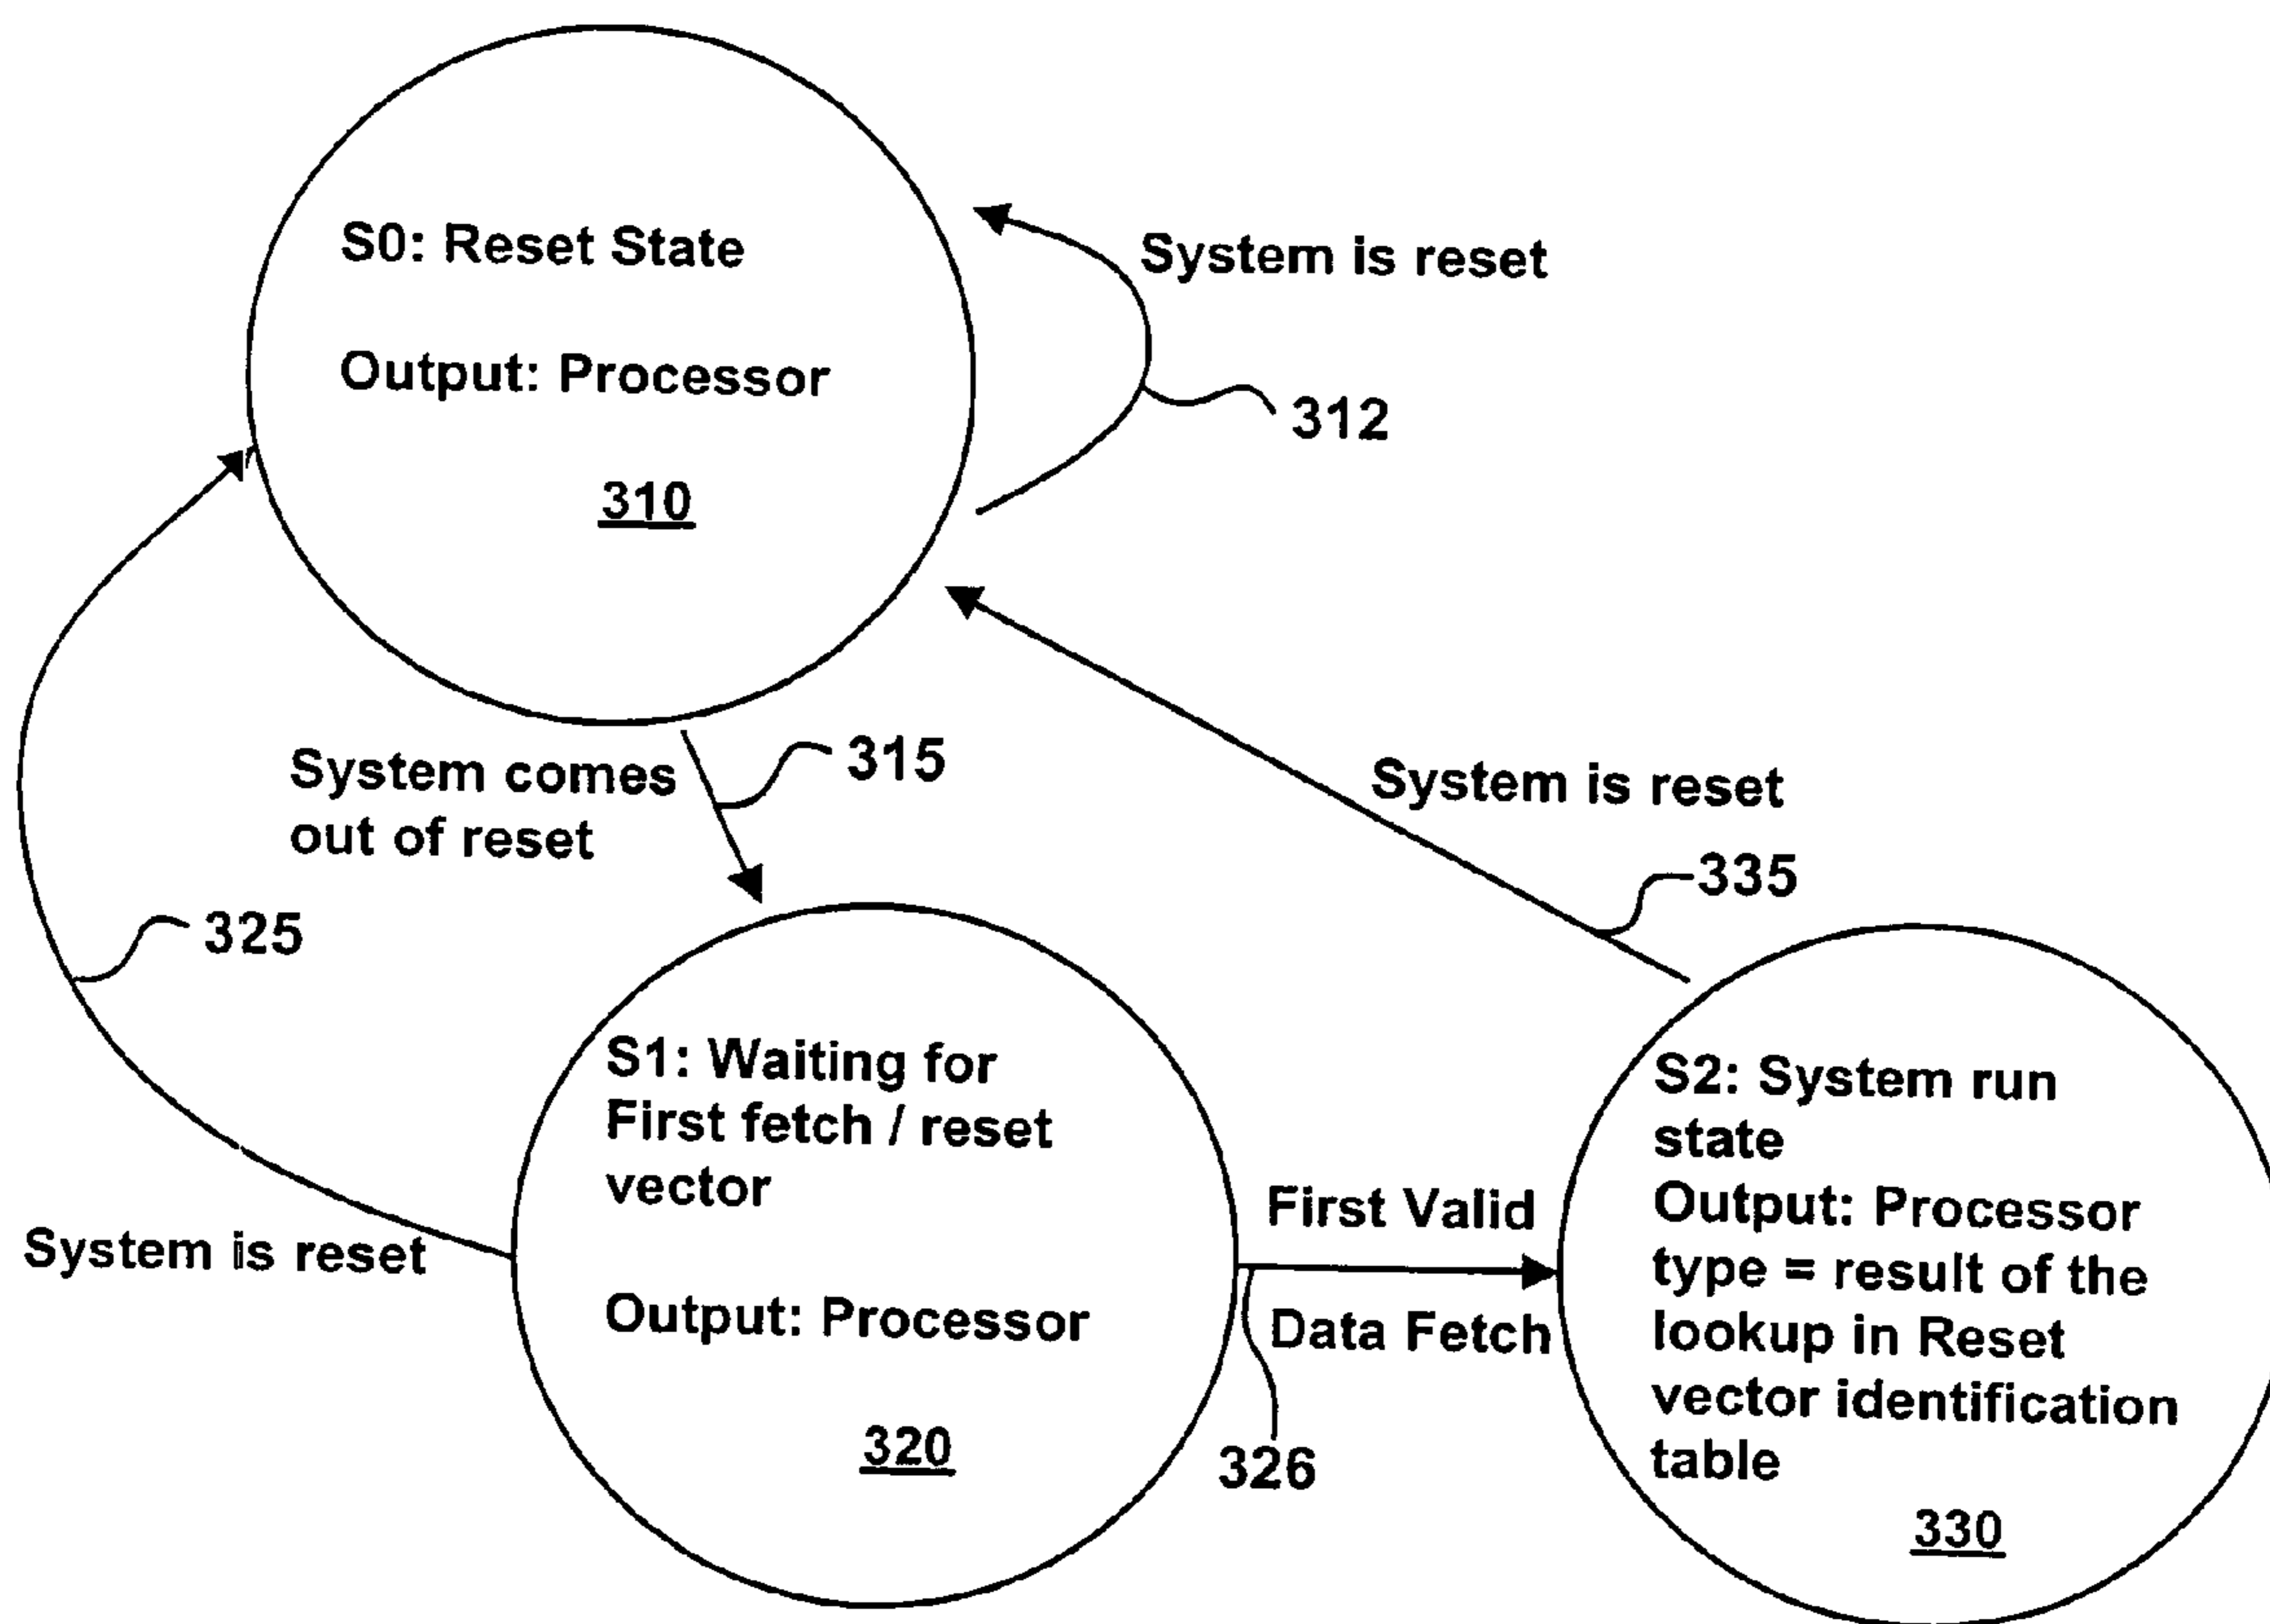 S0: Reset State
Output: Processor
310
System is reset
312
System comes
out of reset
315
System is reset
335
325
S1: Waiting for
First fetch / reset
vector
Output: Processor
320
System is reset
First Valid
Data Fetch
326
S2: System run
state
Output: Processor
type = result of the
lookup in Reset
vector identification
table
330